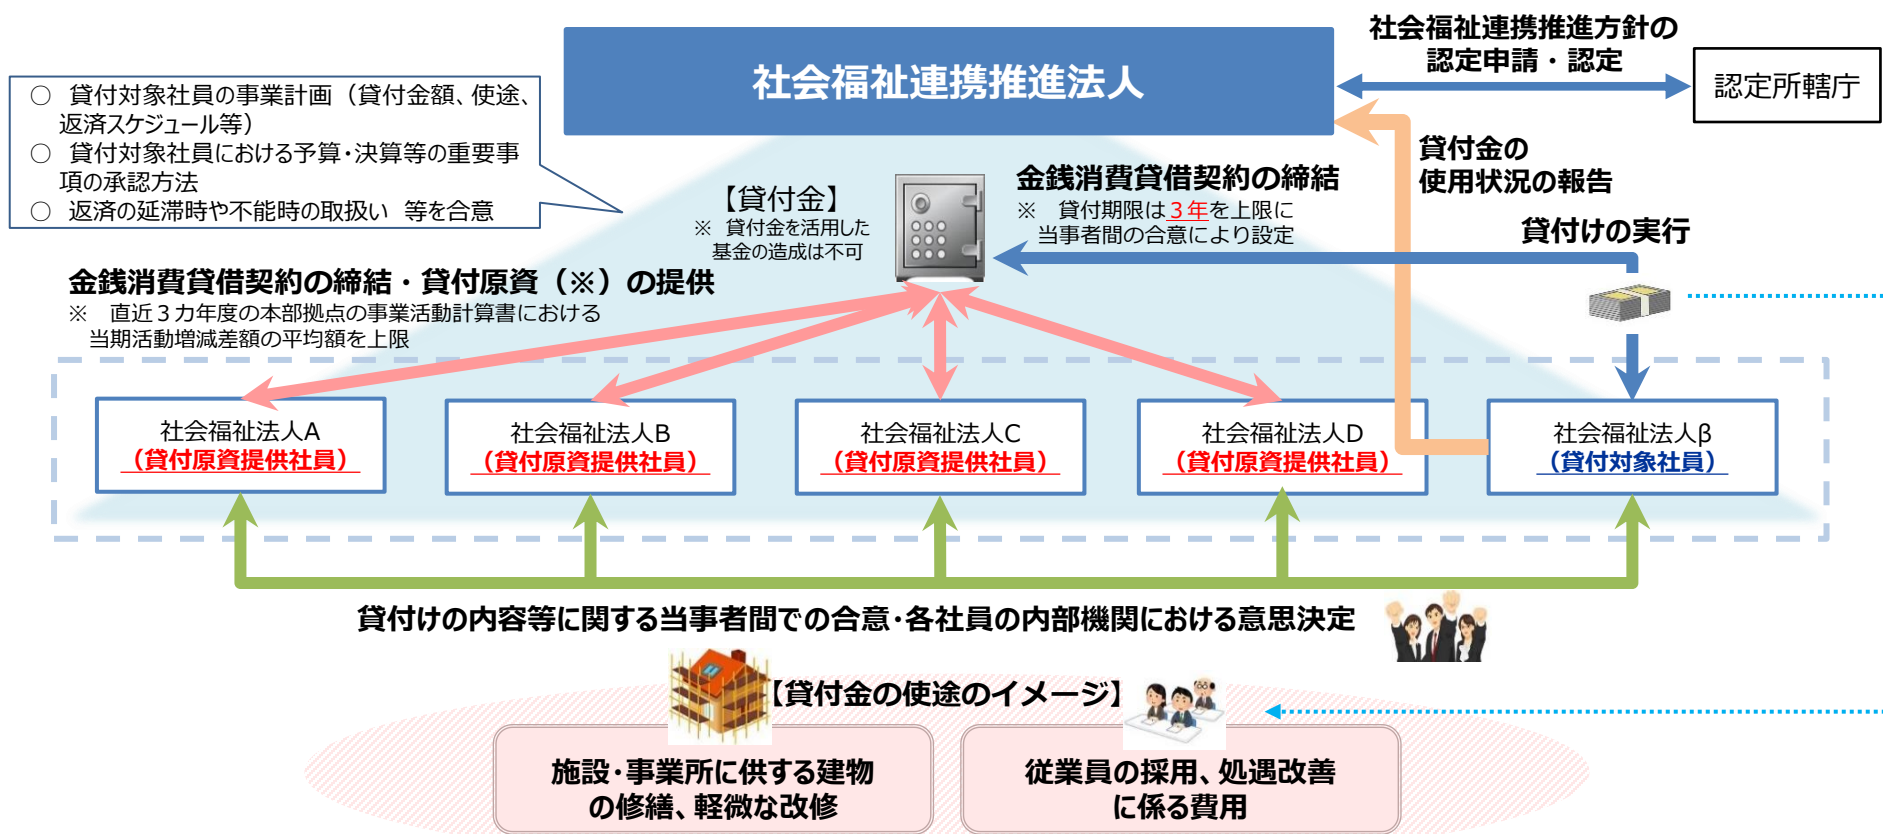 社会福祉連携推進方針の
認定申請・認定
社会福祉連携推進法人
認定所轄庁
○　貸付対象社員の事業計画（貸付金額、使途、
返済スケジュール等）
○　貸付対象社員における予算・決算等の重要事
項の承認方法
○　返済の延滞時や不能時の取扱い　等を合意
貸付金の
使用状況の報告
【貸付金】
※　貸付金を活用した
基金の造成は不可
金銭消費貸借契約の締結
※　貸付期限は３年を上限に
当事者間の合意により設定
貸付けの実行
金銭消費貸借契約の締結・貸付原資（※）の提供
※　直近３カ年度の本部拠点の事業活動計算書における
当期活動増減差額の平均額を上限
社会福祉法人A
（貸付原資提供社員）
社会福祉法人B
（貸付原資提供社員）
社会福祉法人C
（貸付原資提供社員）
社会福祉法人D
（貸付原資提供社員）
社会福祉法人β
（貸付対象社員）
貸付けの内容等に関する当事者間での合意・各社員の内部機関における意思決定
【貸付金の使途のイメージ】
施設・事業所に供する建物
の修繕、軽微な改修
従業員の採用、処遇改善
に係る費用